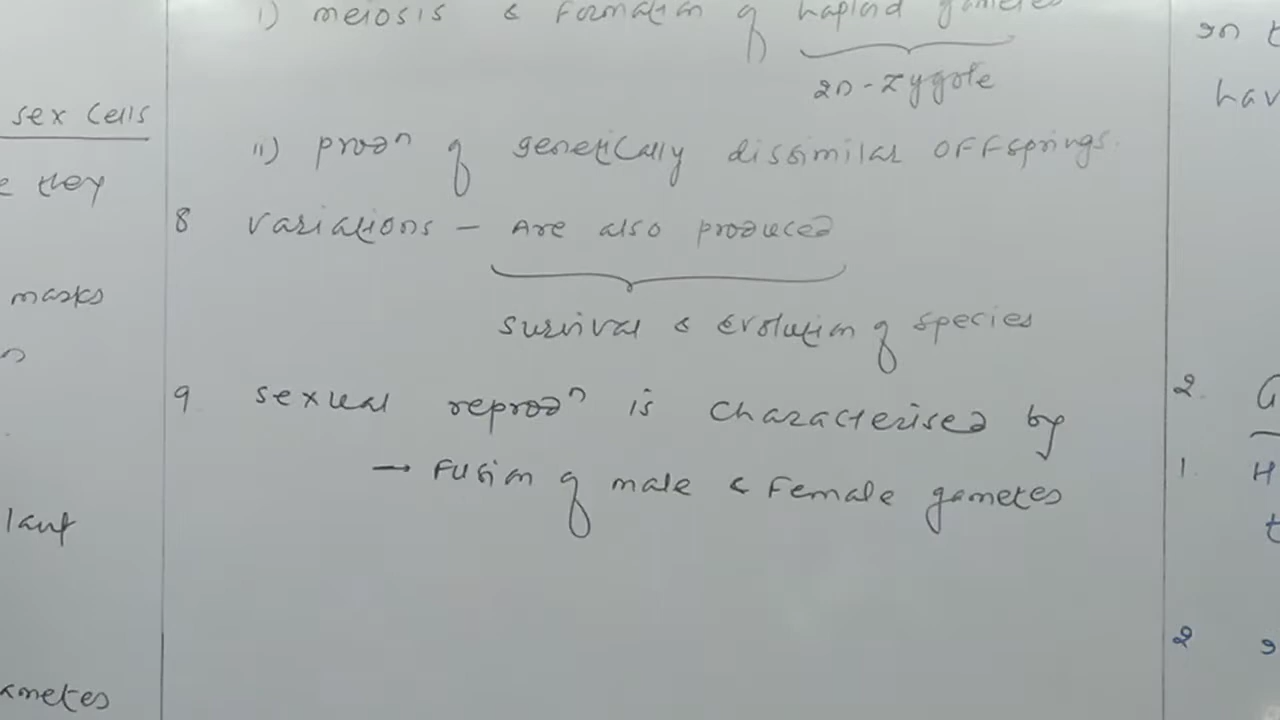 sex cells
they
masks
lant
ametes
i) meiosis & Formation of haploid gametes
2n - zygote
ii) prodn of genetically dissimilar offsprings.
8 variations - Are also produced
survival & Evolution of species
9 sexual reprodn is characterised by
→ Fusion of male & Female gametes
2n t
hav
2. G
1. H
t
2